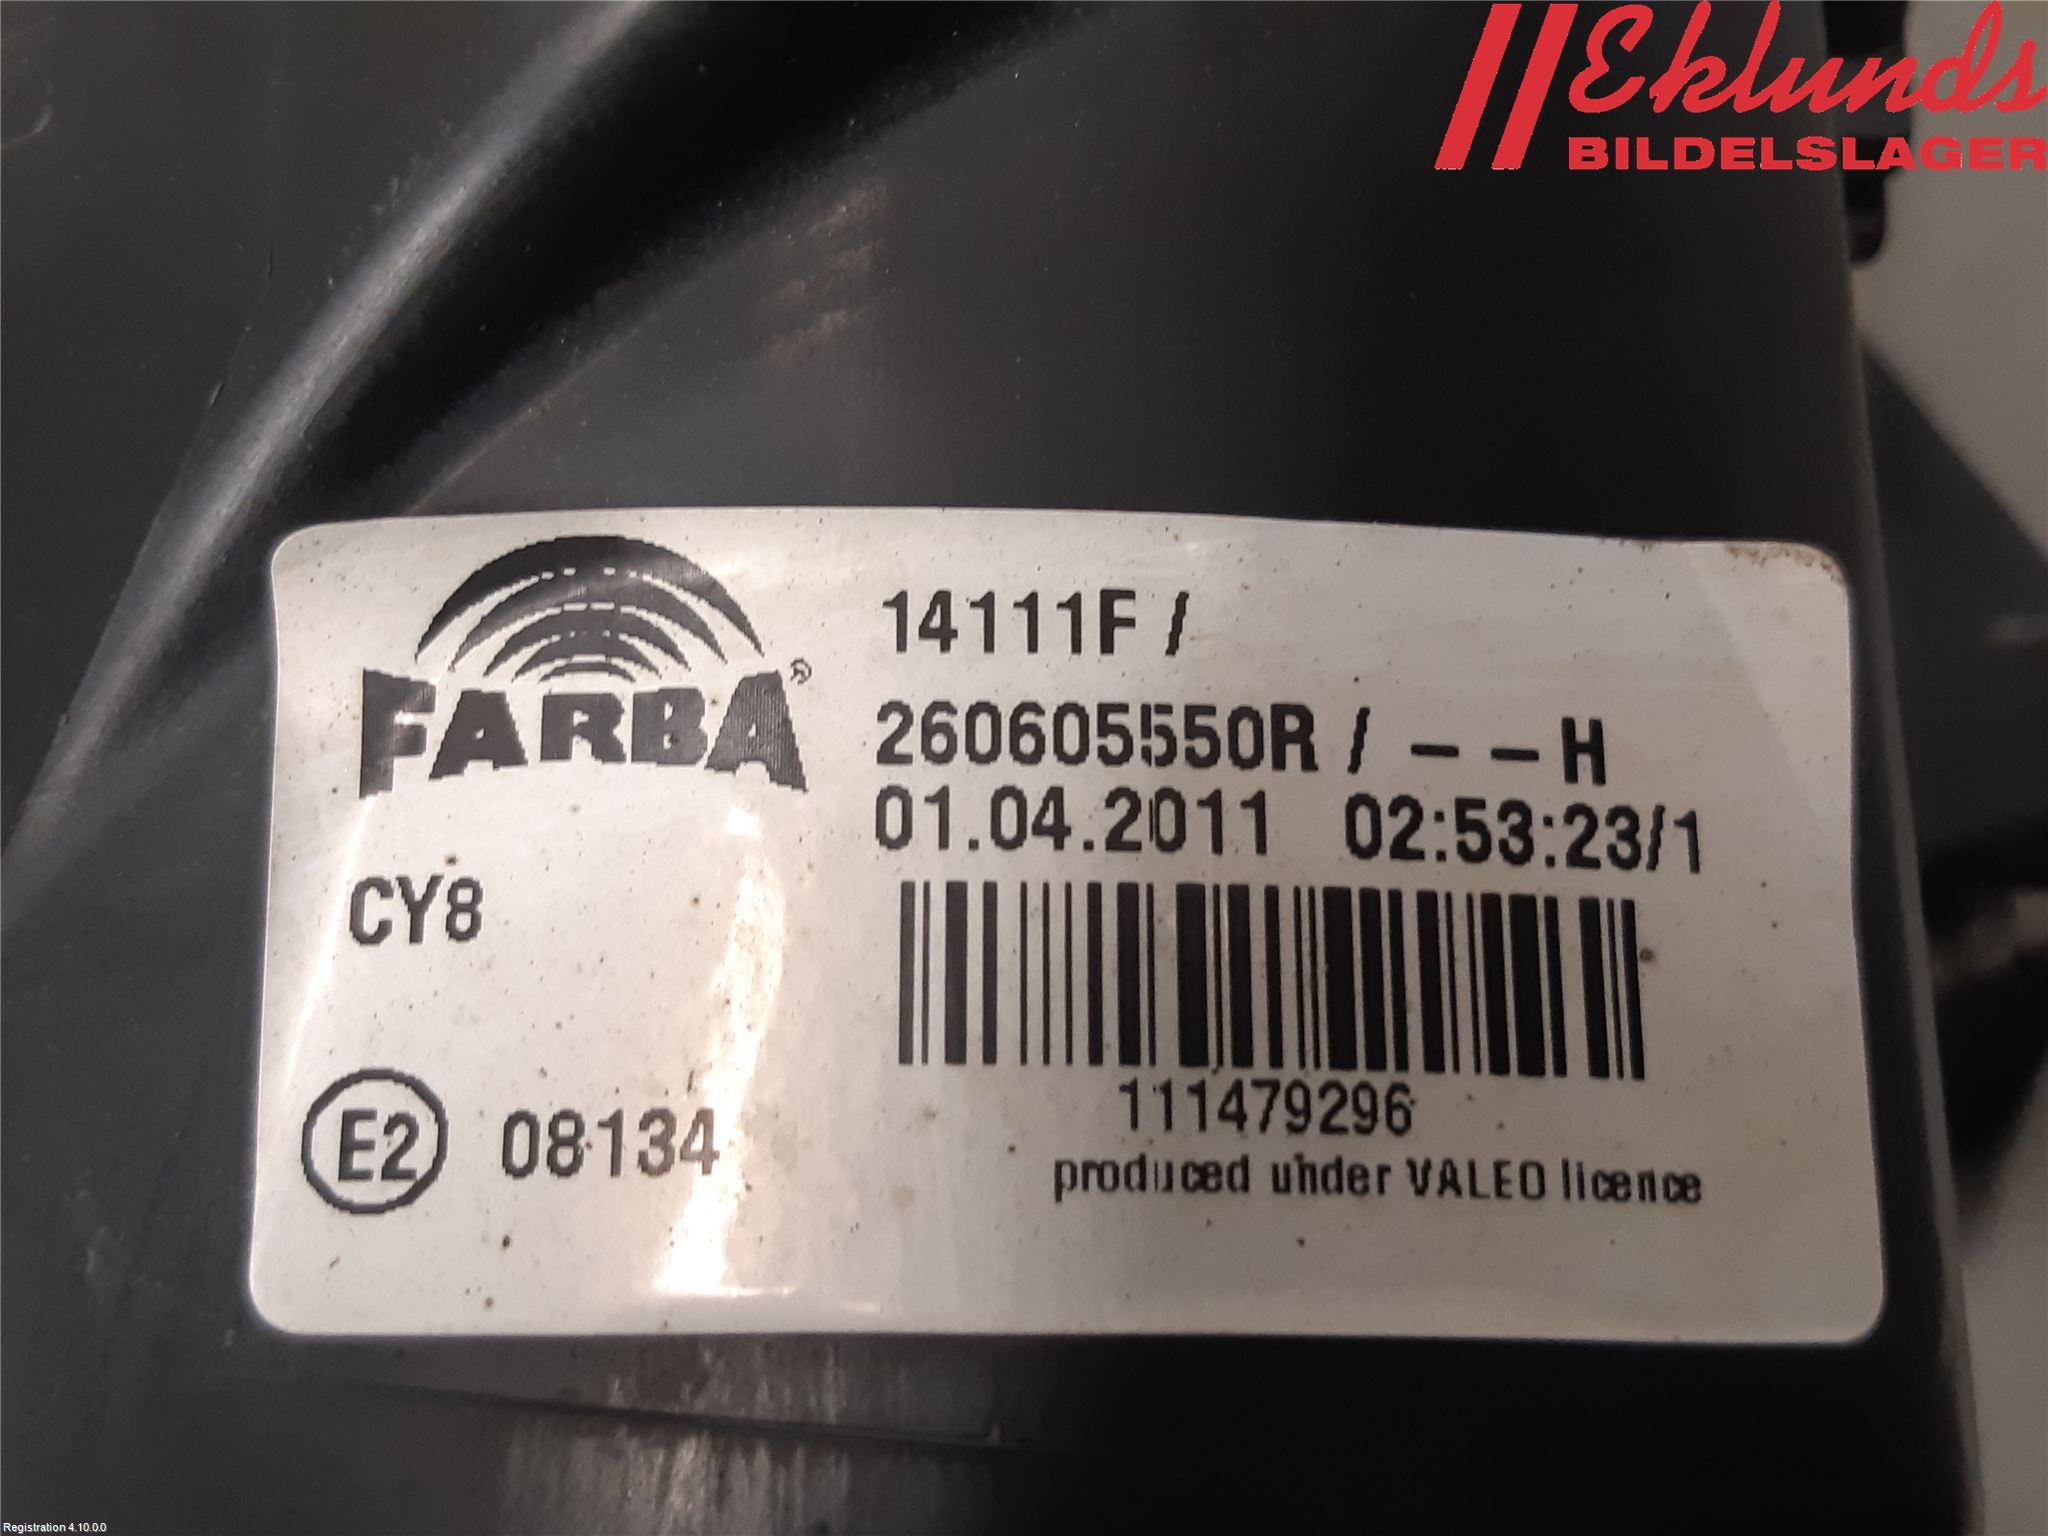 Eklunds
BILDELSLAGER
FARBA®
14111F /
260605550R / – – H
01.04.2011 02:53:23/1
CY8
111479296
E2 08134
produced under VALEO licence
Registration 4.10.0.0